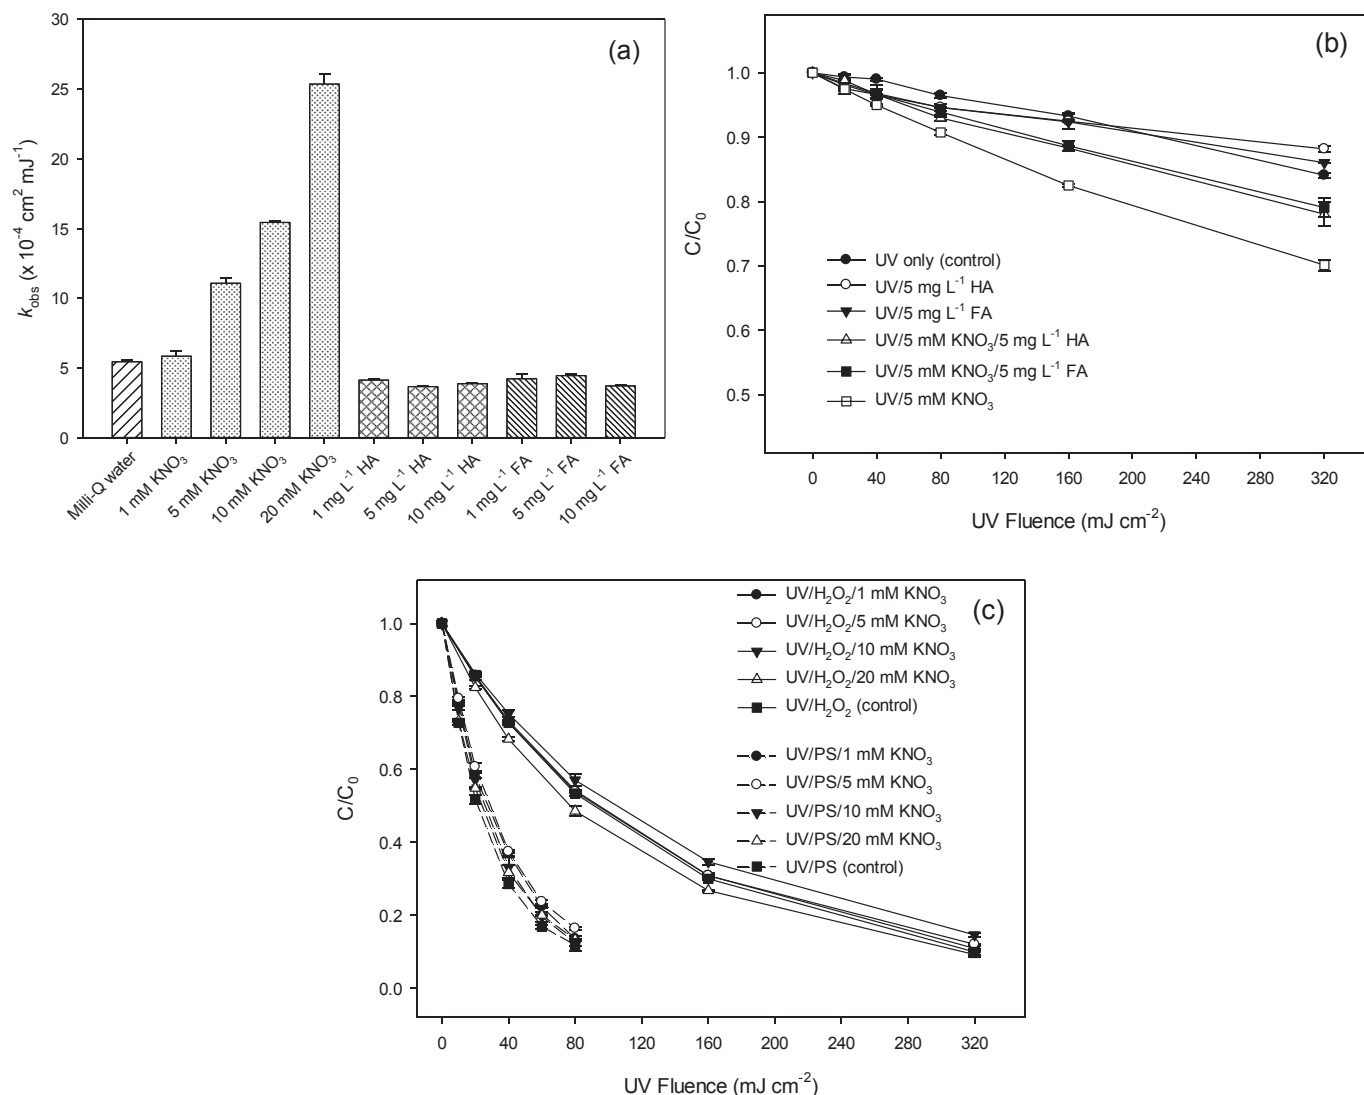 (a)
30
25
20
15
10
5
0
k_obs (x 10⁻⁴ cm² mJ⁻¹)
Milli-Q water
1 mM KNO₃
5 mM KNO₃
10 mM KNO₃
20 mM KNO₃
1 mg L⁻¹ HA
5 mg L⁻¹ HA
10 mg L⁻¹ HA
1 mg L⁻¹ FA
5 mg L⁻¹ FA
10 mg L⁻¹ FA
(b)
1.0
0.9
0.8
0.7
0.6
0.5
C/C₀
UV only (control)
UV/5 mg L⁻¹ HA
UV/5 mg L⁻¹ FA
UV/5 mM KNO₃/5 mg L⁻¹ HA
UV/5 mM KNO₃/5 mg L⁻¹ FA
UV/5 mM KNO₃
0 40 80 120 160 200 240 280 320
UV Fluence (mJ cm⁻²)
(c)
1.0
0.8
0.6
0.4
0.2
0.0
C/C₀
UV/H₂O₂/1 mM KNO₃
UV/H₂O₂/5 mM KNO₃
UV/H₂O₂/10 mM KNO₃
UV/H₂O₂/20 mM KNO₃
UV/H₂O₂ (control)
UV/PS/1 mM KNO₃
UV/PS/5 mM KNO₃
UV/PS/10 mM KNO₃
UV/PS/20 mM KNO₃
UV/PS (control)
0 40 80 120 160 200 240 280 320
UV Fluence (mJ cm⁻²)